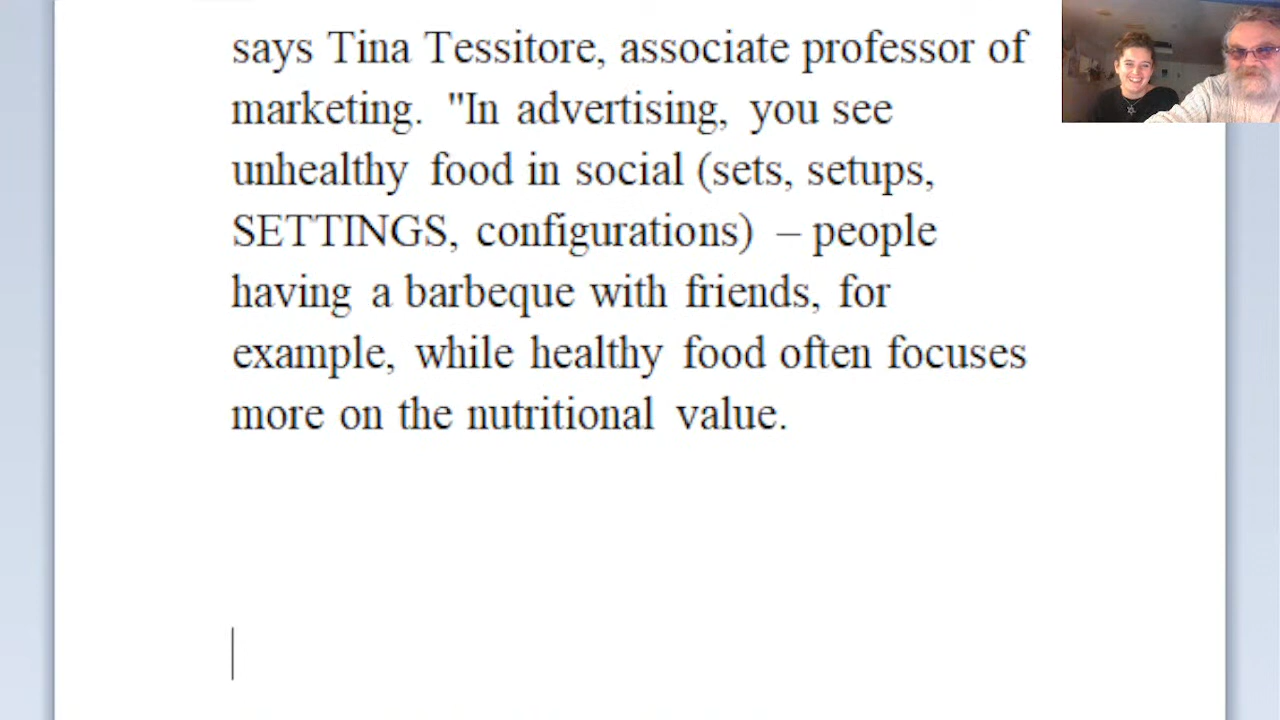 says Tina Tessitore, associate professor of
marketing. "In advertising, you see
unhealthy food in social (sets, setups,
SETTINGS, configurations) – people
having a barbeque with friends, for
example, while healthy food often focuses
more on the nutritional value.